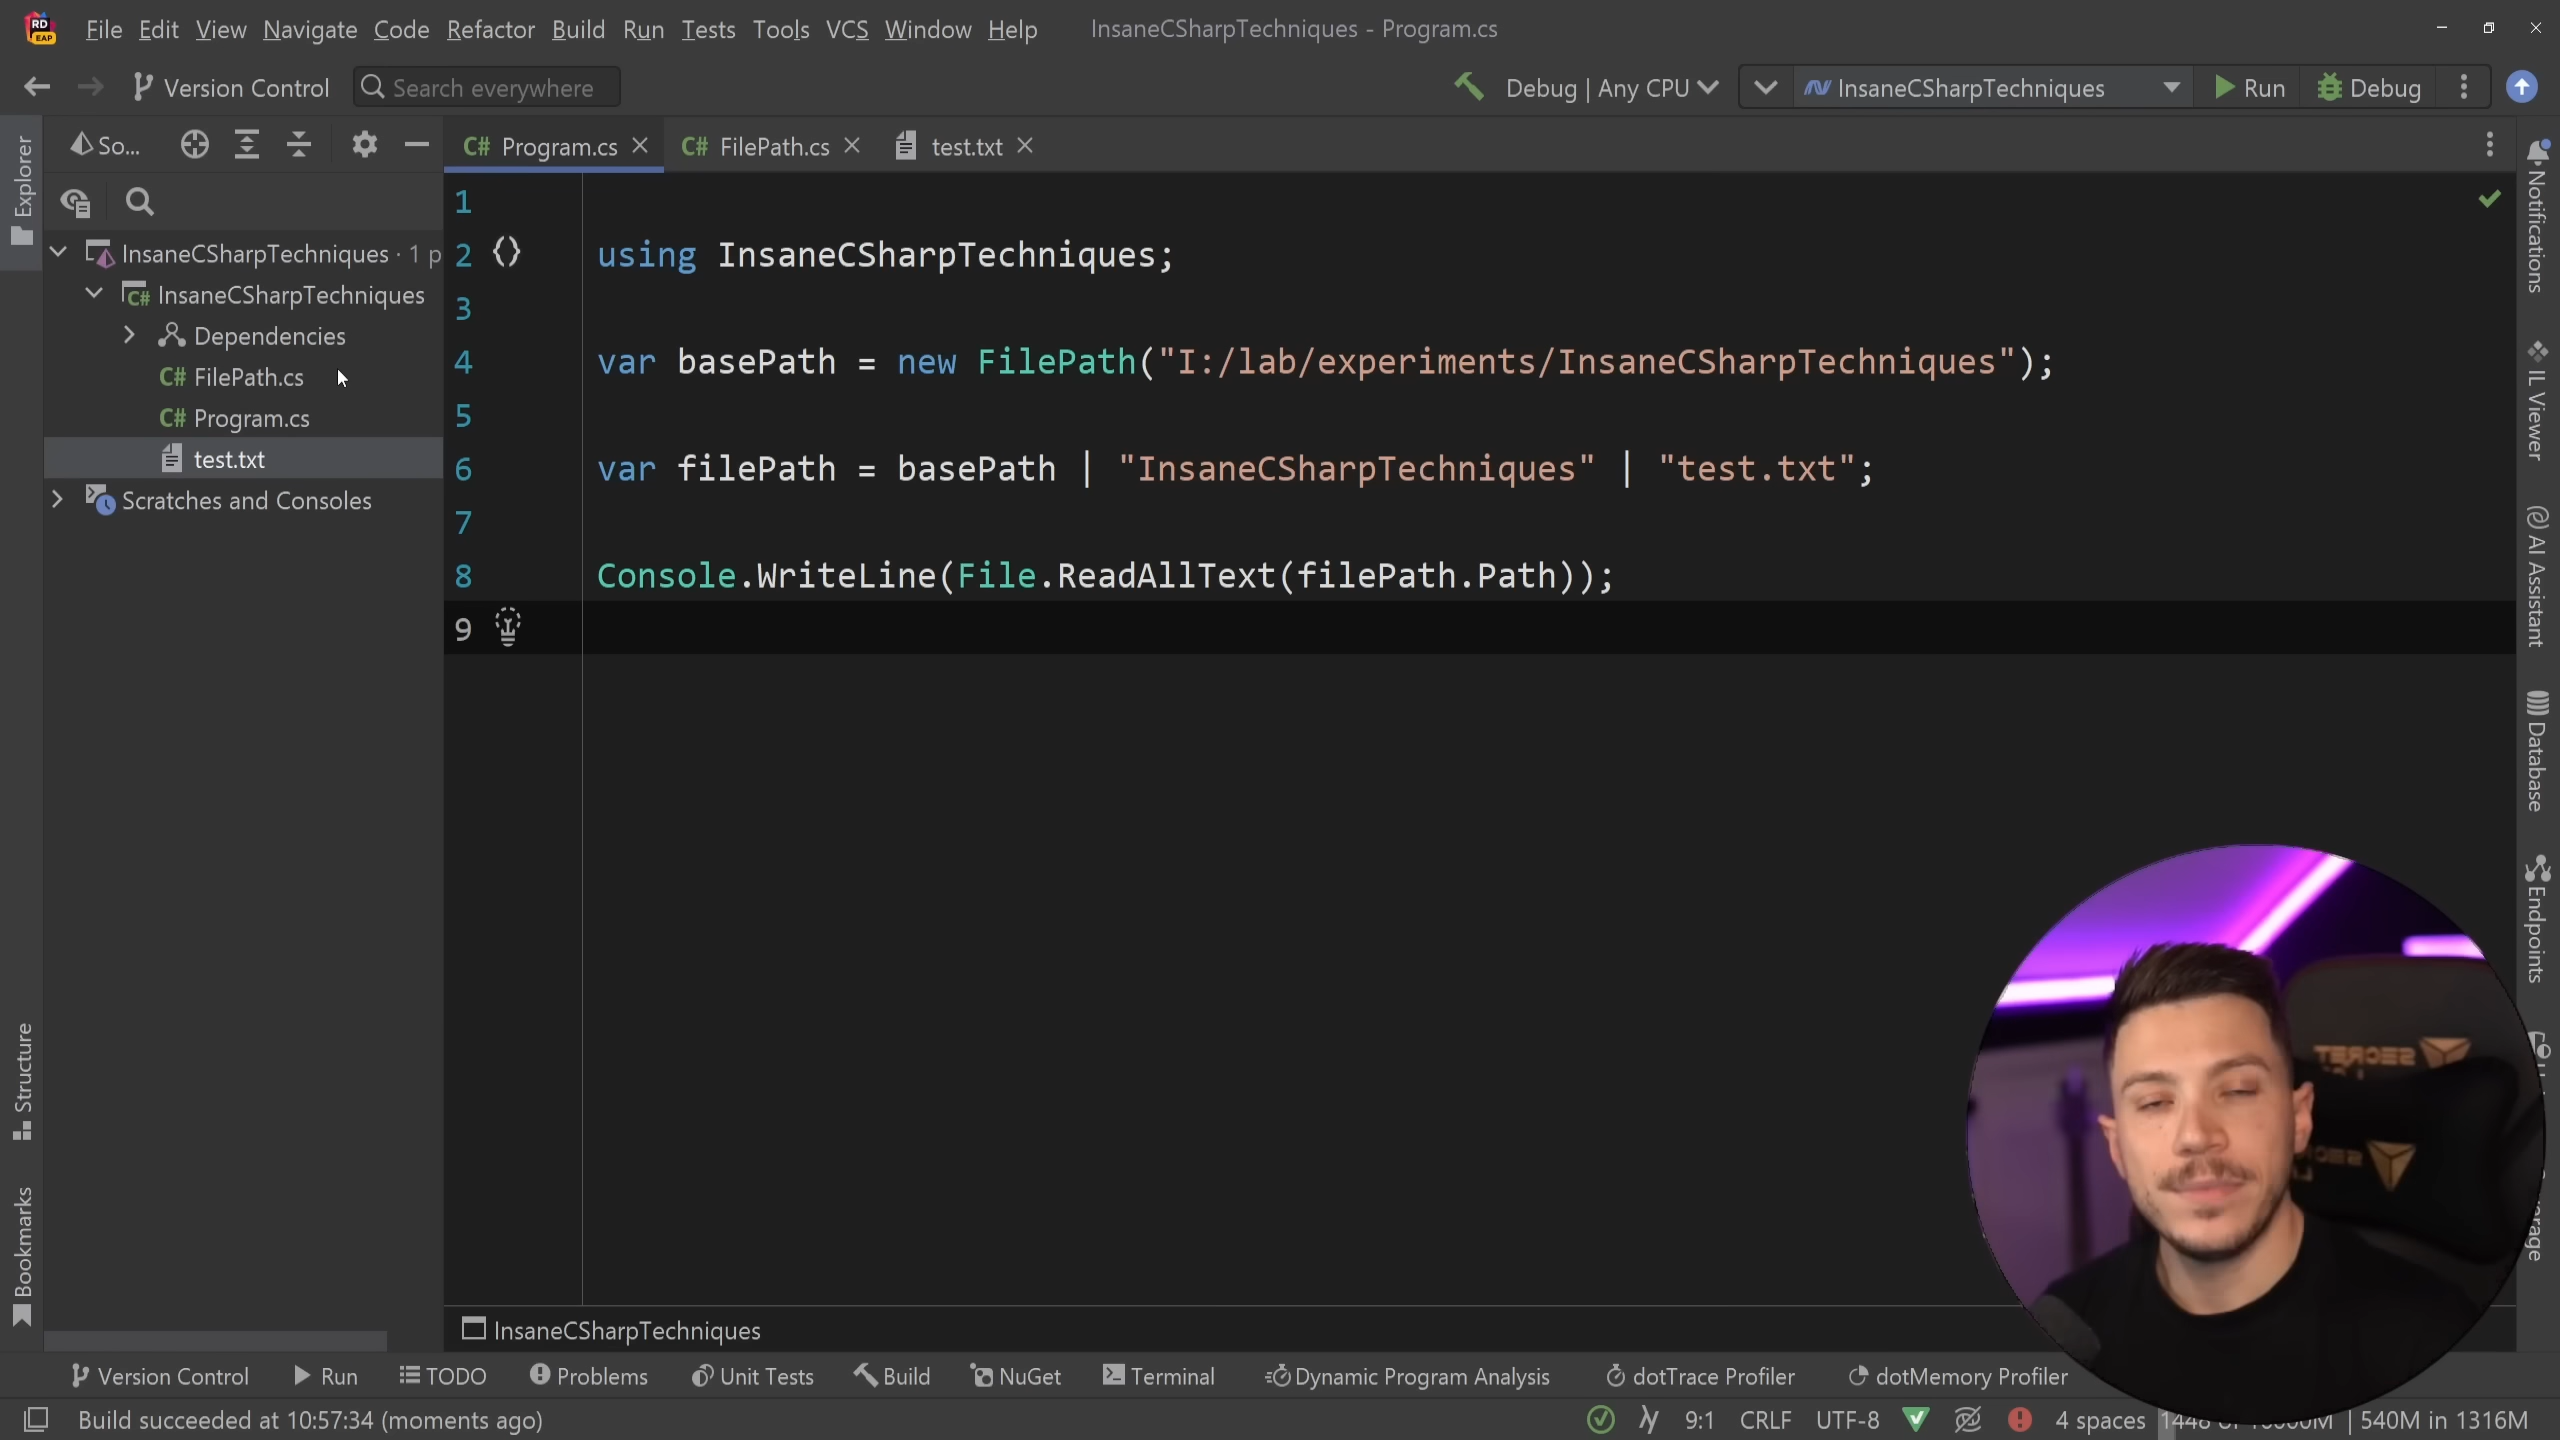 RD
EAP
File Edit View Navigate Code Refactor Build Run Tests Tools VCS Window Help InsaneCSharpTechniques - Program.cs
Version Control Search everywhere Debug | Any CPU InsaneCSharpTechniques Run Debug
Explorer
So...
C# Program.cs C# FilePath.cs test.txt
InsaneCSharpTechniques · 1 p
C# InsaneCSharpTechniques
Dependencies
C# FilePath.cs
C# Program.cs
test.txt
Scratches and Consoles
1
2 using InsaneCSharpTechniques;
3
4 var basePath = new FilePath("I:/lab/experiments/InsaneCSharpTechniques");
5
6 var filePath = basePath | "InsaneCSharpTechniques" | "test.txt";
7
8 Console.WriteLine(File.ReadAllText(filePath.Path));
9
Notifications
IL Viewer
AI Assistant
Database
Endpoints
Structure
Bookmarks
SECRET
InsaneCSharpTechniques
Version Control Run TODO Problems Unit Tests Build NuGet Terminal Dynamic Program Analysis dotTrace Profiler dotMemory Profiler
Build succeeded at 10:57:34 (moments ago) 9:1 CRLF UTF-8 4 spaces | 540M in 1316M